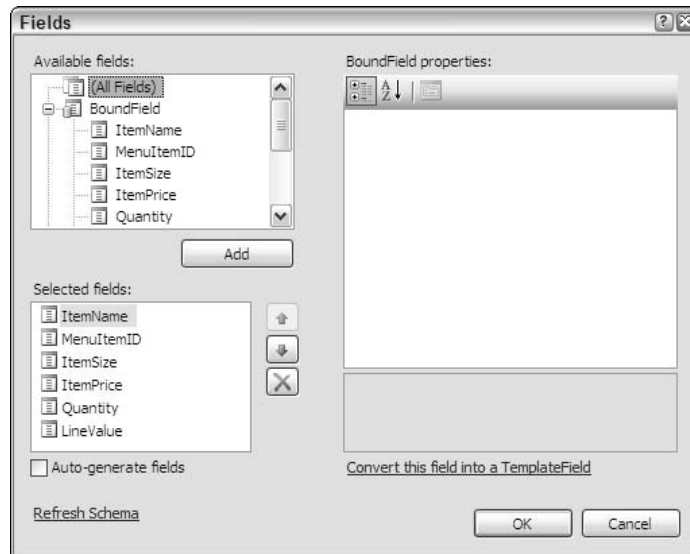 Fields
Available fields:
(All Fields)
BoundField
ItemName
MenuItemID
ItemSize
ItemPrice
Quantity
Add
Selected fields:
ItemName
MenuItemID
ItemSize
ItemPrice
Quantity
LineValue
Auto-generate fields
Refresh Schema
BoundField properties:
A
Z
Convert this field into a TemplateField
OK
Cancel